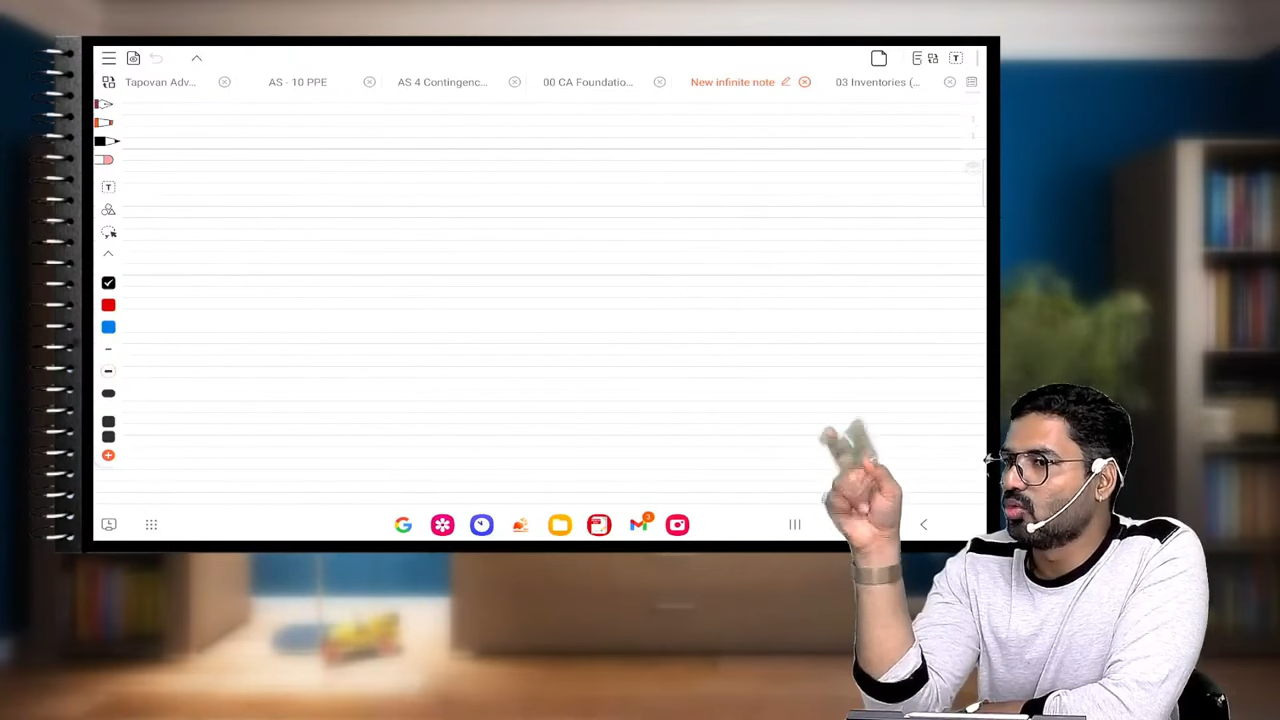 Tapovan Adv...
AS - 10 PPE
AS 4 Contingenc...
00 CA Foundatio...
New infinite note
03 Inventories (...